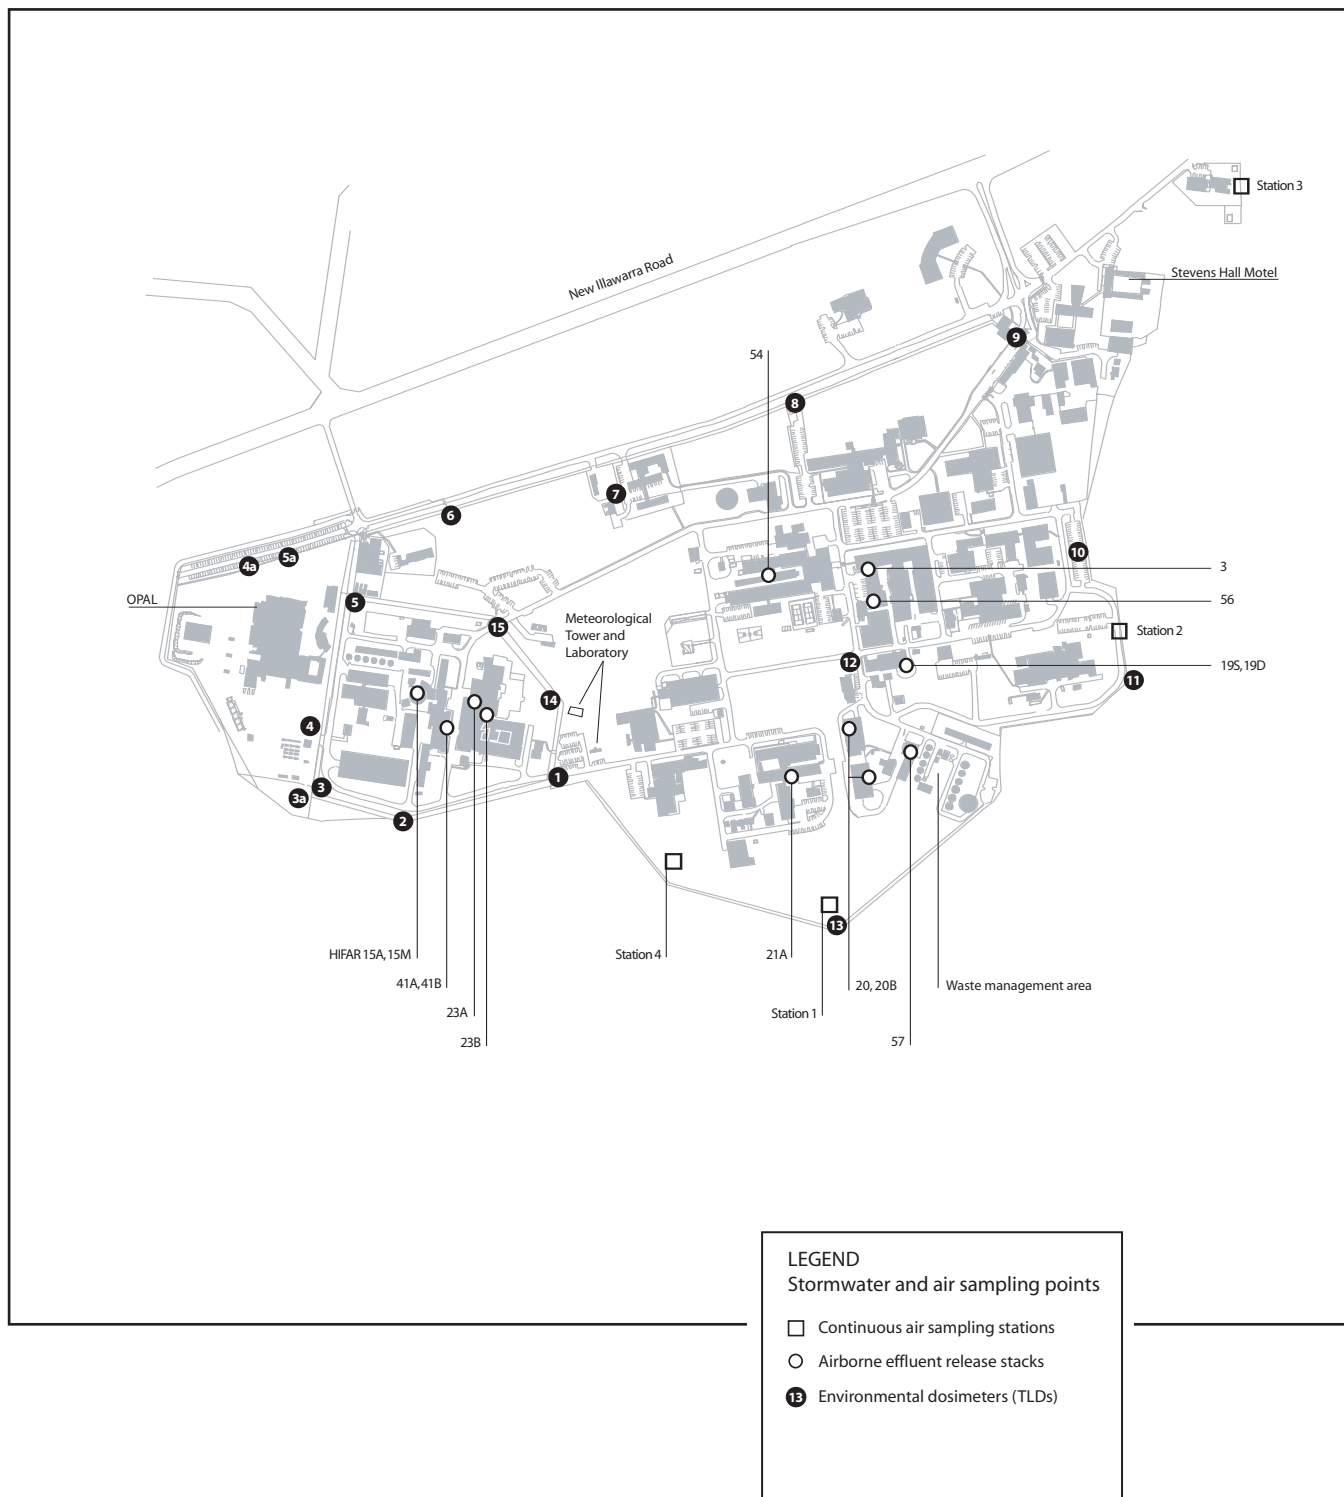 Station 3
Stevens Hall Motel
New Illawarra Road
9
54
8
7
6
10
5a
4a
3
56
OPAL
5
15
Meteorological
Tower and
Laboratory
Station 2
12
19S, 19D
11
14
4
1
3
3a
2
13
HIFAR 15A, 15M
Station 4
21A
41A, 41B
20, 20B
Waste management area
23A
Station 1
23B
57
LEGEND
Stormwater and air sampling points
Continuous air sampling stations
Airborne effluent release stacks
13 Environmental dosimeters (TLDs)